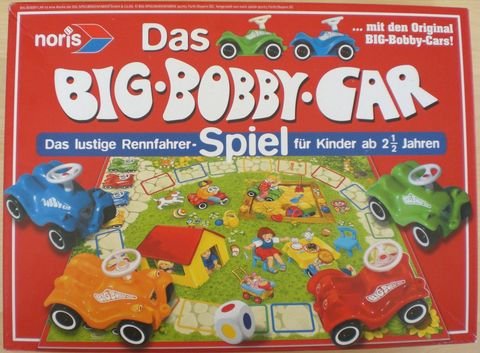 noris
Das
... mit den Original
BIG-Bobby-Cars!
BIG·BOBBY·CAR
Das lustige Rennfahrer-Spiel für Kinder ab 2½ Jahren